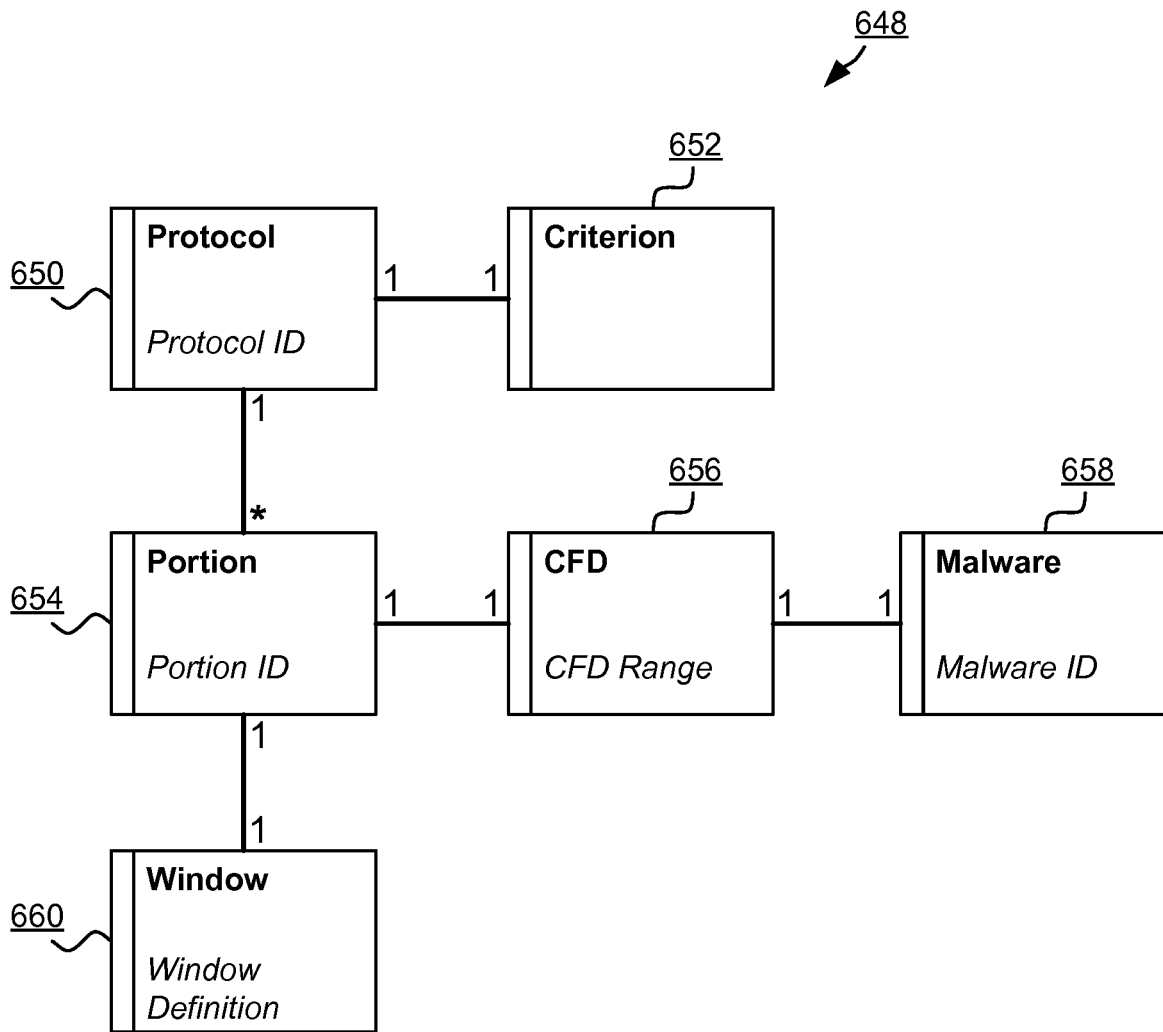 648
652
Protocol
Criterion
650
1
1
Protocol ID
1
656
658
*
Portion
CFD
Malware
654
1
1
1
1
Portion ID
CFD Range
Malware ID
1
1
Window
660
Window
Definition